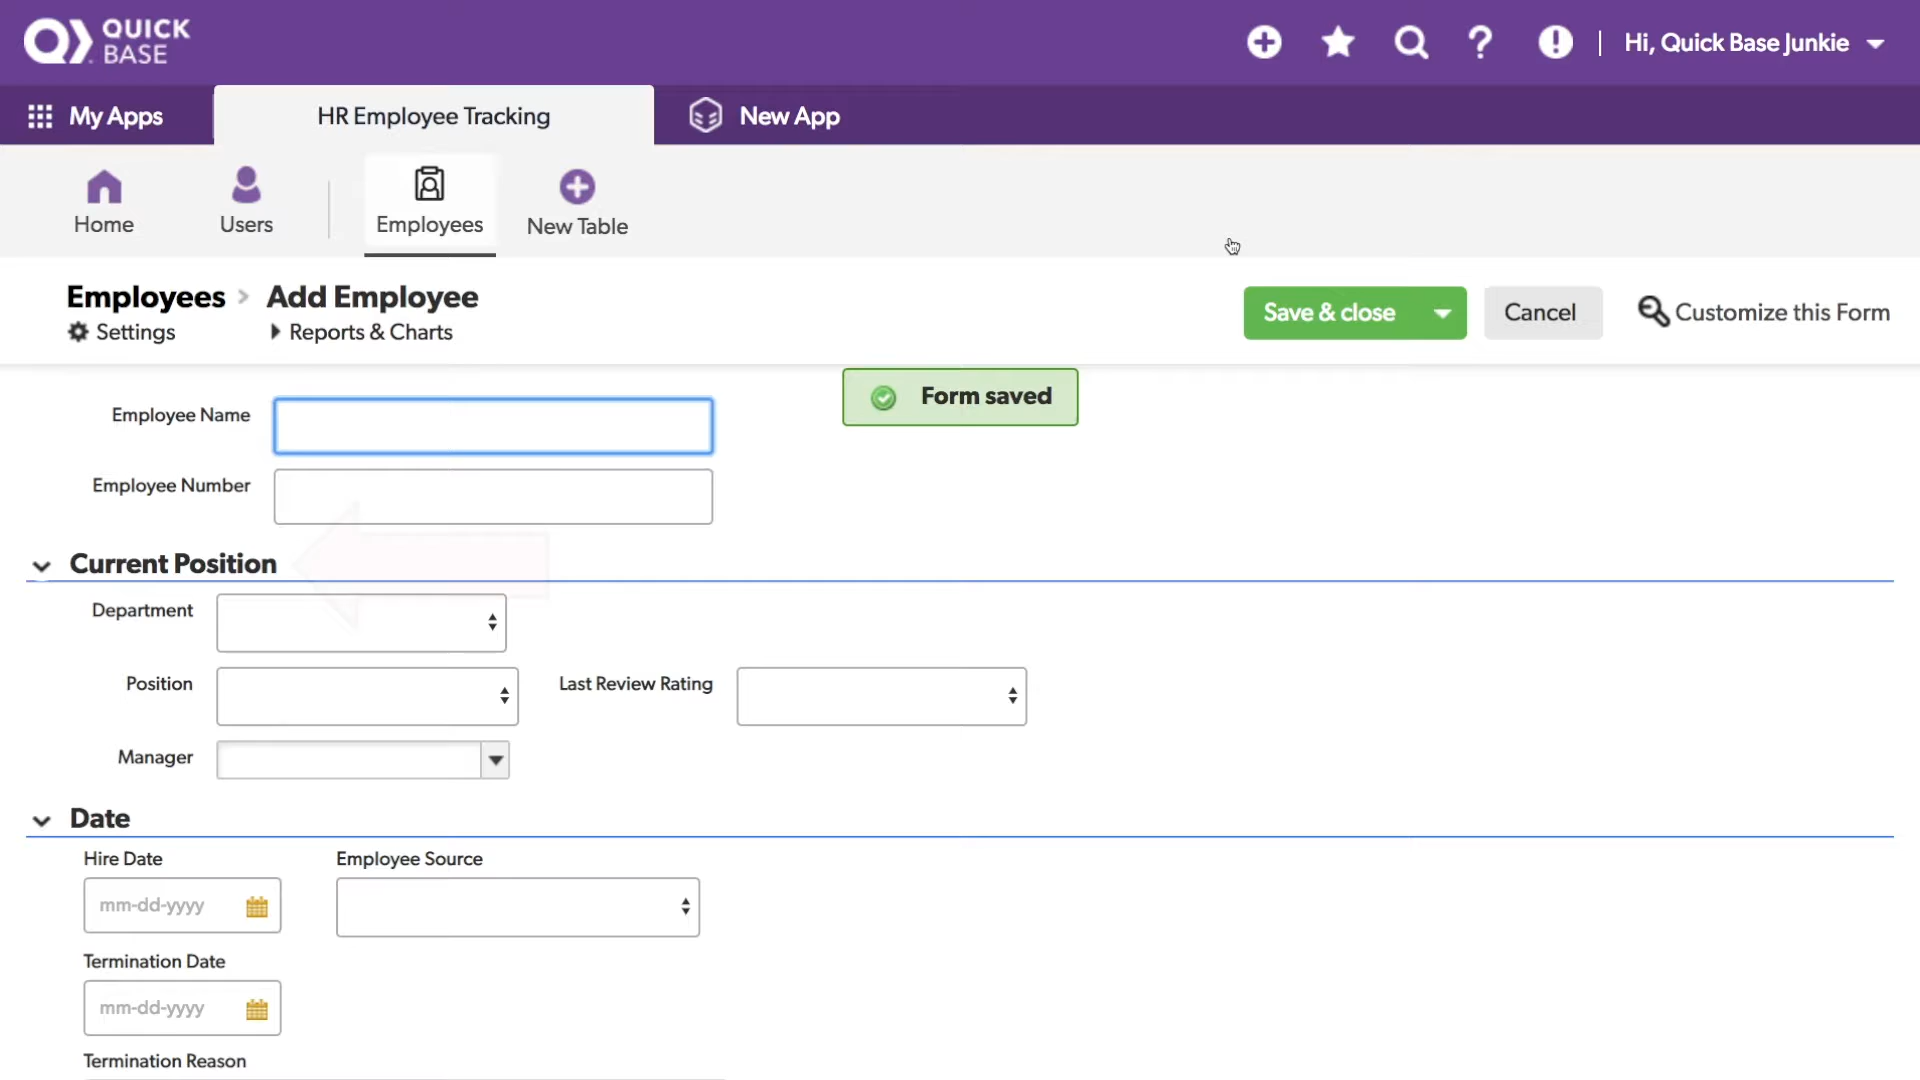 QUICK
BASE
Hi, Quick Base Junkie
My Apps
HR Employee Tracking
New App
Home
Users
Employees
New Table
Employees > Add Employee
Settings
Reports & Charts
Save & close
Cancel
Customize this Form
Form saved
Employee Name
Employee Number
Current Position
Department
Position
Last Review Rating
Manager
Date
Hire Date
Employee Source
mm-dd-yyyy
Termination Date
mm-dd-yyyy
Termination Reason